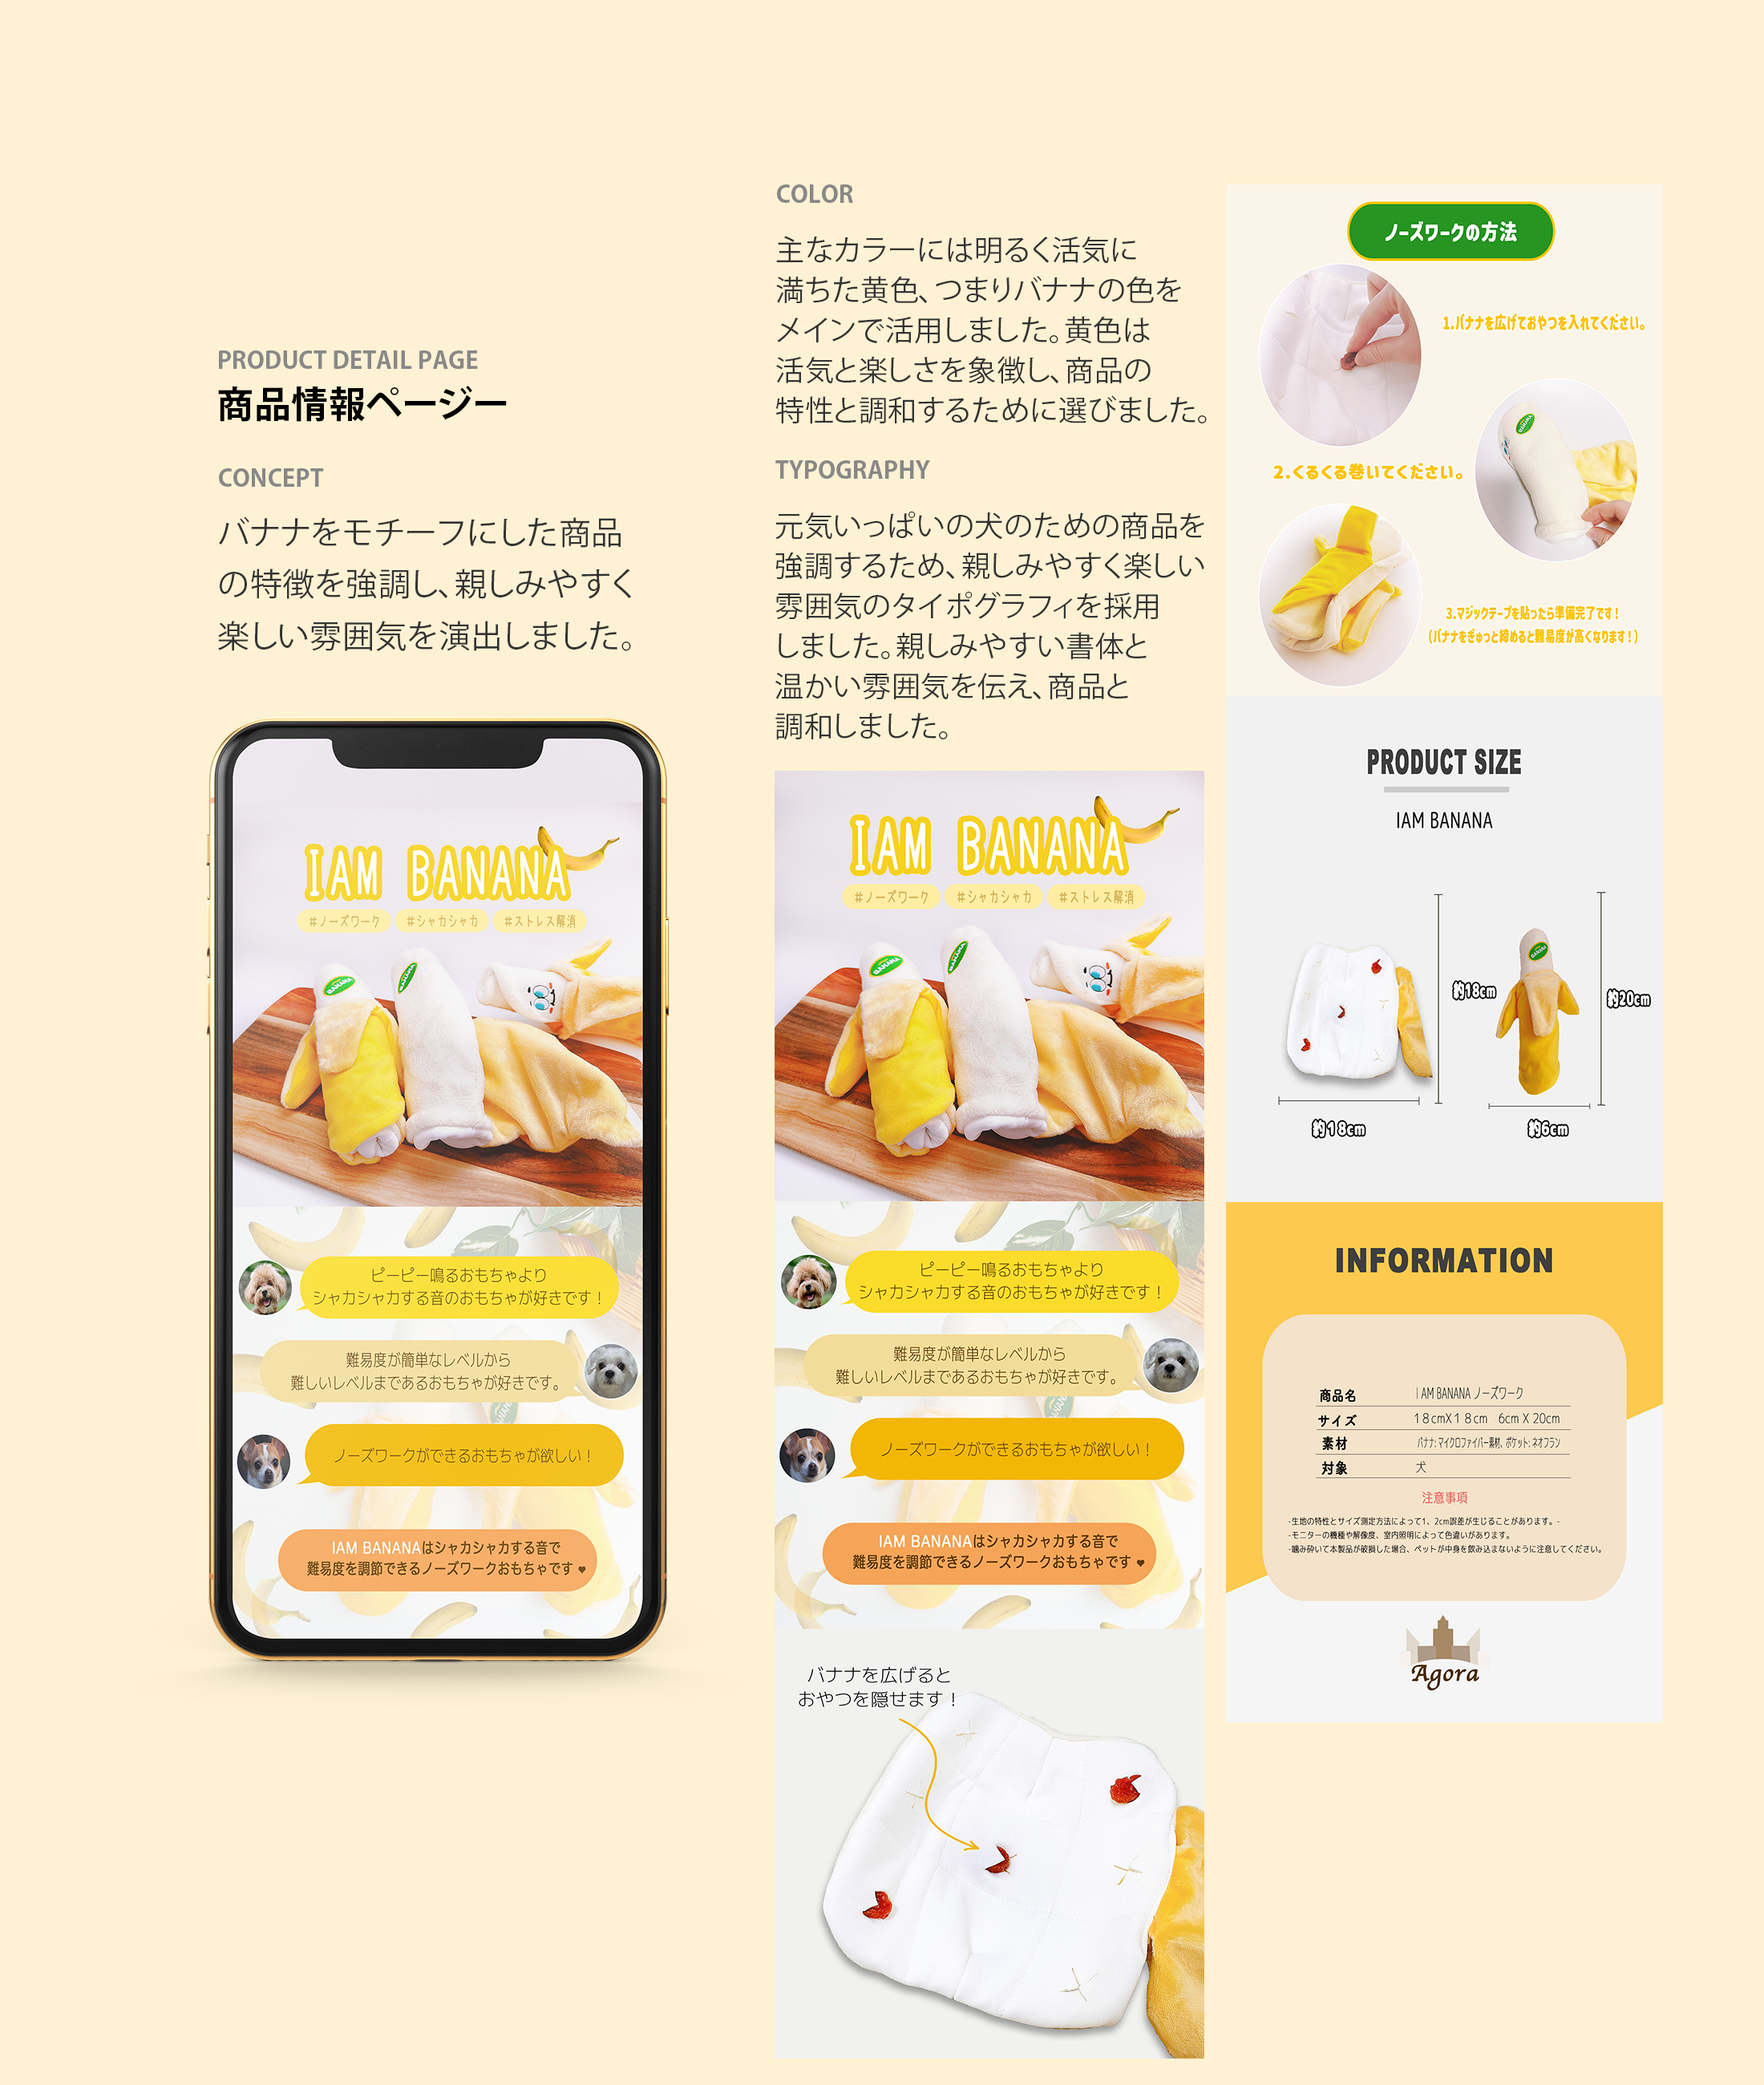 PRODUCT DETAIL PAGE
商品情報ページー
CONCEPT
バナナをモチーフにした商品
の特徴を強調し、親しみやすく
楽しい雰囲気を演出しました。
IAM BANANA
#ノーズワーク #シャカシャカ #ストレス解消
BANANA
BANANA
ピーピー鳴るおもちゃより
シャカシャカする音のおもちゃが好きです！
難易度が簡単なレベルから
難しいレベルまであるおもちゃが好きです。
ノーズワークができるおもちゃが欲しい！
IAM BANANAはシャカシャカする音で
難易度を調節できるノーズワークおもちゃです ♥
COLOR
主なカラーには明るく活気に
満ちた黄色、つまりバナナの色を
メインで活用しました。黄色は
活気と楽しさを象徴し、商品の
特性と調和するために選びました。
TYPOGRAPHY
元気いっぱいの犬のための商品を
強調するため、親しみやすく楽しい
雰囲気のタイポグラフィを採用
しました。親しみやすい書体と
温かい雰囲気を伝え、商品と
調和しました。
IAM BANANA
#ノーズワーク #シャカシャカ #ストレス解消
BANANA
BANANA
ピーピー鳴るおもちゃより
シャカシャカする音のおもちゃが好きです！
難易度が簡単なレベルから
難しいレベルまであるおもちゃが好きです。
ノーズワークができるおもちゃが欲しい！
IAM BANANAはシャカシャカする音で
難易度を調節できるノーズワークおもちゃです ♥
バナナを広げると
おやつを隠せます！
ノーズワークの方法
1.バナナを広げておやつを入れてください。
2.くるくる巻いてください。
3.マジックテープを貼ったら準備完了です！
（バナナをぎゅっと締めると難易度が高くなります！）
PRODUCT SIZE
IAM BANANA
約18cm
約20cm
約18cm
約6cm
INFORMATION
商品名 I AM BANANA ノーズワーク
サイズ 18cmX18cm 6cm X 20cm
素材 バナナ:マイクロファイバー素材、ポケット:ネオフラン
対象 犬
注意事項
-生地の特性とサイズ測定方法によって1、2cm誤差が生じることがあります。-
-モニターの機種や解像度、室内照明によって色違いがあります。
-噛み砕いて本製品が破損した場合、ペットが中身を飲み込まないように注意してください。
Agora